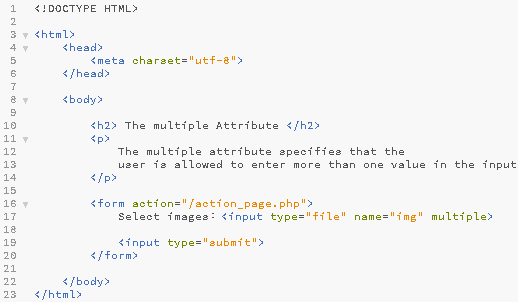 1 <!DOCTYPE HTML>
2
3 <html>
4 <head>
5 <meta charset="utf-8">
6 </head>
7
8 <body>
9
10 <h2> The multiple Attribute </h2>
11 <p>
12 The multiple attribute specifies that the
13 user is allowed to enter more than one value in the input
14 </p>
15
16 <form action="/action_page.php">
17 Select images: <input type="file" name="img" multiple>
18
19 <input type="submit">
20 </form>
21
22 </body>
23 </html>